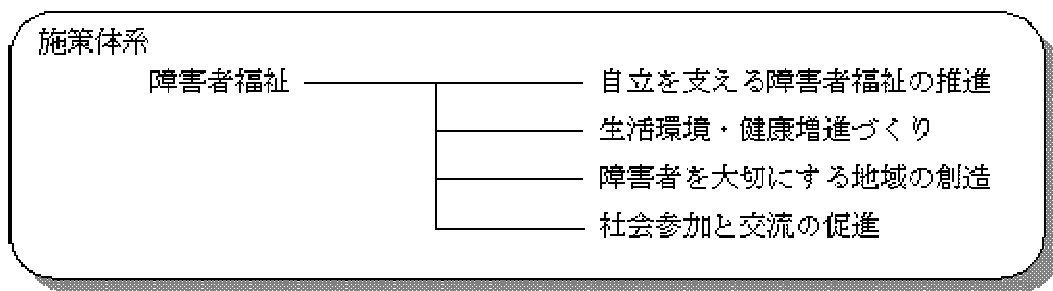 施策体系
障害者福祉
自立を支える障害者福祉の推進
生活環境・健康増進づくり
障害者を大切にする地域の創造
社会参加と交流の促進